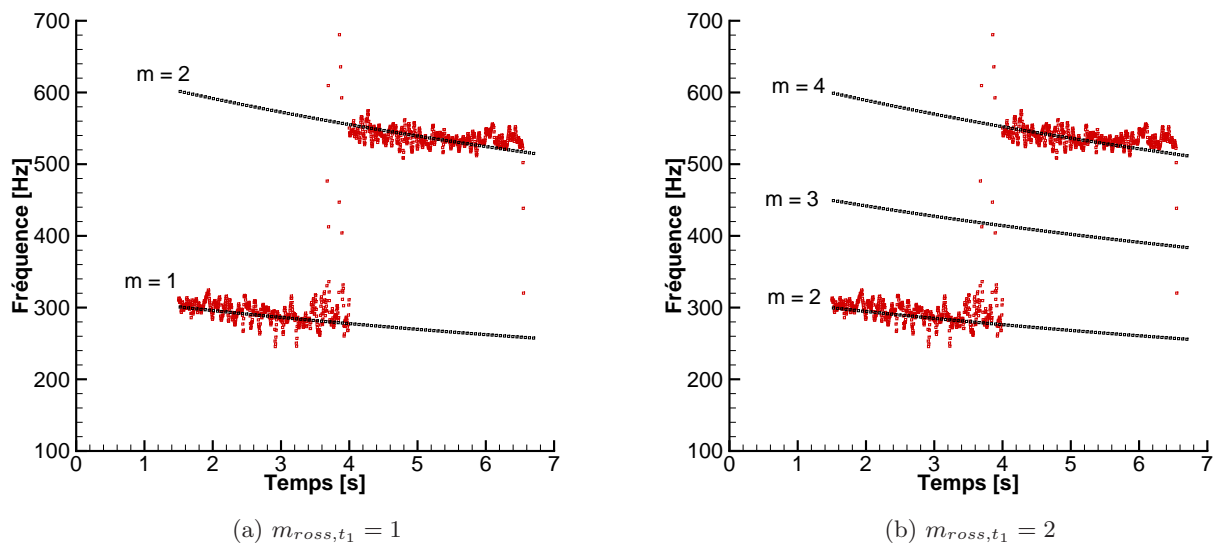 700
600
500
400
300
200
100
0
1
2
3
4
5
6
7
Fréquence [Hz]
Temps [s]
m = 2
m = 1
(a) $m_{ross,t_1} = 1$
700
600
500
400
300
200
100
0
1
2
3
4
5
6
7
Fréquence [Hz]
Temps [s]
m = 4
m = 3
m = 2
(b) $m_{ross,t_1} = 2$